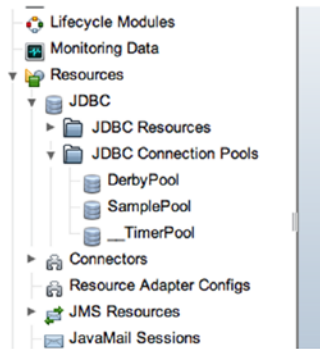 Lifecycle Modules
Monitoring Data
Resources
JDBC
JDBC Resources
JDBC Connection Pools
DerbyPool
SamplePool
__TimerPool
Connectors
Resource Adapter Configs
JMS Resources
JavaMail Sessions